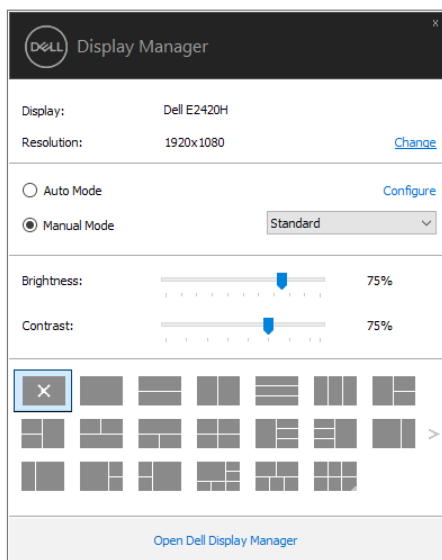 x
DELL Display Manager
Display: Dell E2420H
Resolution: 1920x1080 Change
Auto Mode Configure
Manual Mode Standard
Brightness: 75%
Contrast: 75%
Open Dell Display Manager